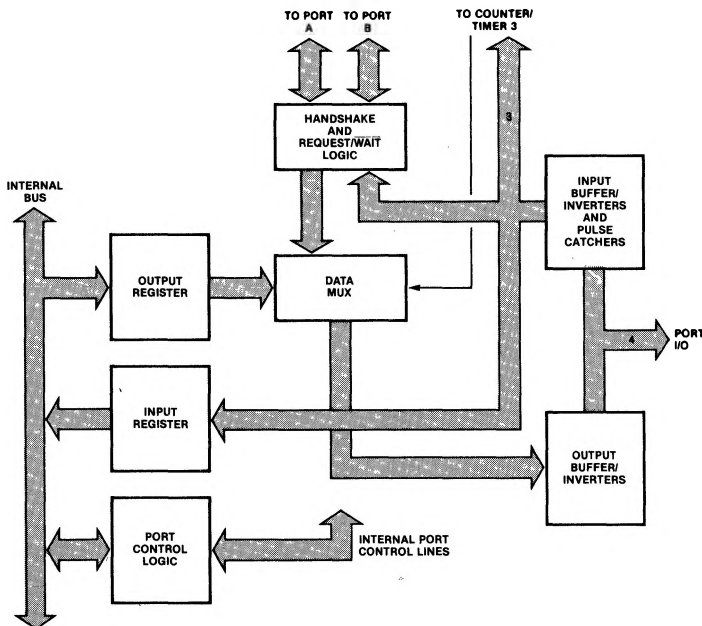 TO PORT
A
TO PORT
B
TO COUNTER/
TIMER 3
3
HANDSHAKE
AND
REQUEST/WAIT
LOGIC
INTERNAL
BUS
INPUT
BUFFER/
INVERTERS
AND
PULSE
CATCHERS
OUTPUT
REGISTER
DATA
MUX
4
PORT
I/O
INPUT
REGISTER
OUTPUT
BUFFER/
INVERTERS
PORT
CONTROL
LOGIC
INTERNAL PORT
CONTROL LINES